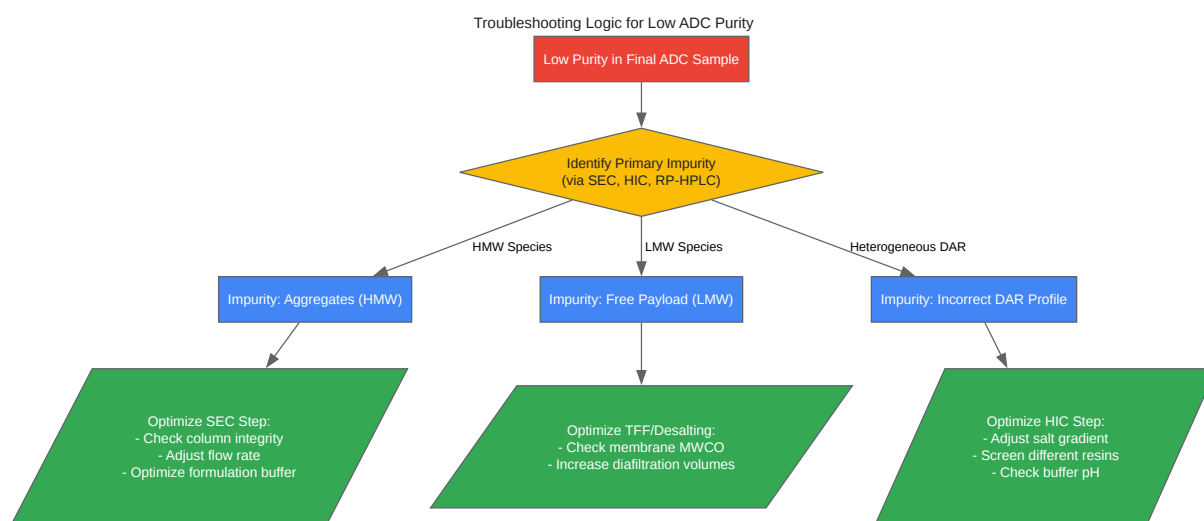 Troubleshooting Logic for Low ADC Purity
Low Purity in Final ADC Sample
Identify Primary Impurity
(via SEC, HIC, RP-HPLC)
HMW Species
LMW Species
Heterogeneous DAR
Impurity: Aggregates (HMW)
Impurity: Free Payload (LMW)
Impurity: Incorrect DAR Profile
Optimize SEC Step:
- Check column integrity
- Adjust flow rate
- Optimize formulation buffer
Optimize TFF/Desalting:
- Check membrane MWCO
- Increase diafiltration volumes
Optimize HIC Step:
- Adjust salt gradient
- Screen different resins
- Check buffer pH